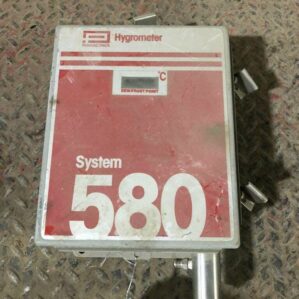 Hygrometer
°C
DEW/FROST POINT
System
580